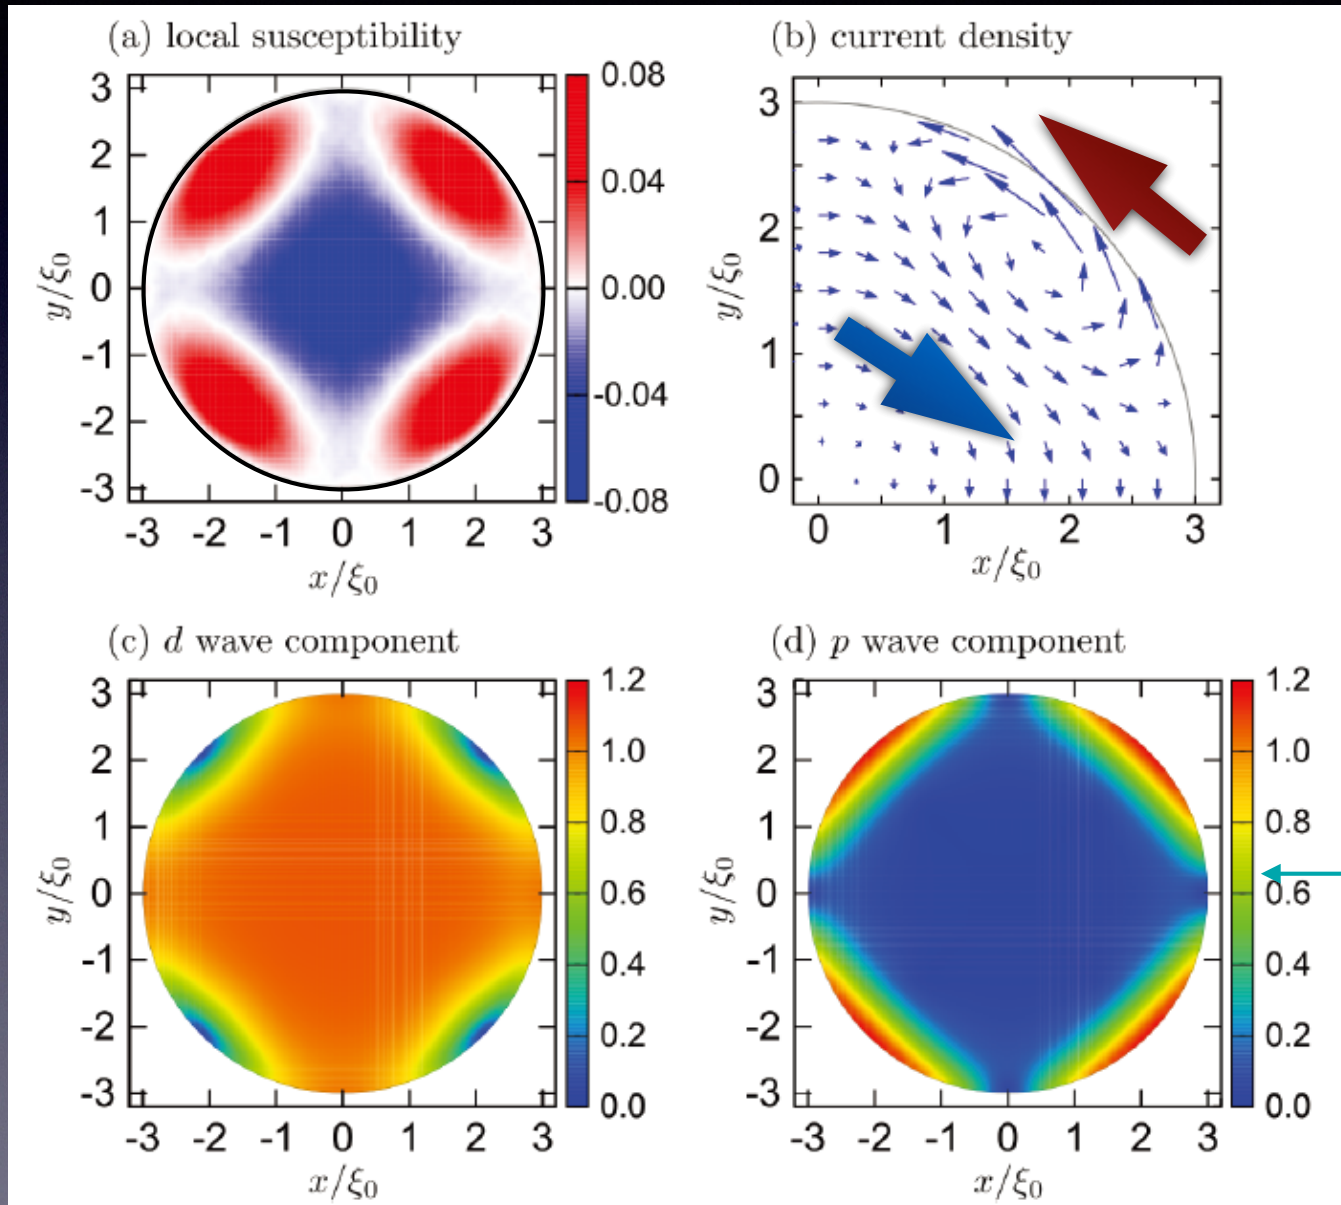 (a) local susceptibility
3
2
1
0
-1
-2
-3
y/ξ₀
-3 -2 -1 0 1 2 3
x/ξ₀
0.08
0.04
0.00
-0.04
-0.08
(b) current density
3
2
1
0
y/ξ₀
0 1 2 3
x/ξ₀
(c) d wave component
3
2
1
0
-1
-2
-3
y/ξ₀
-3 -2 -1 0 1 2 3
x/ξ₀
1.2
1.0
0.8
0.6
0.4
0.2
0.0
(d) p wave component
3
2
1
0
-1
-2
-3
y/ξ₀
-3 -2 -1 0 1 2 3
x/ξ₀
1.2
1.0
0.8
0.6
0.4
0.2
0.0